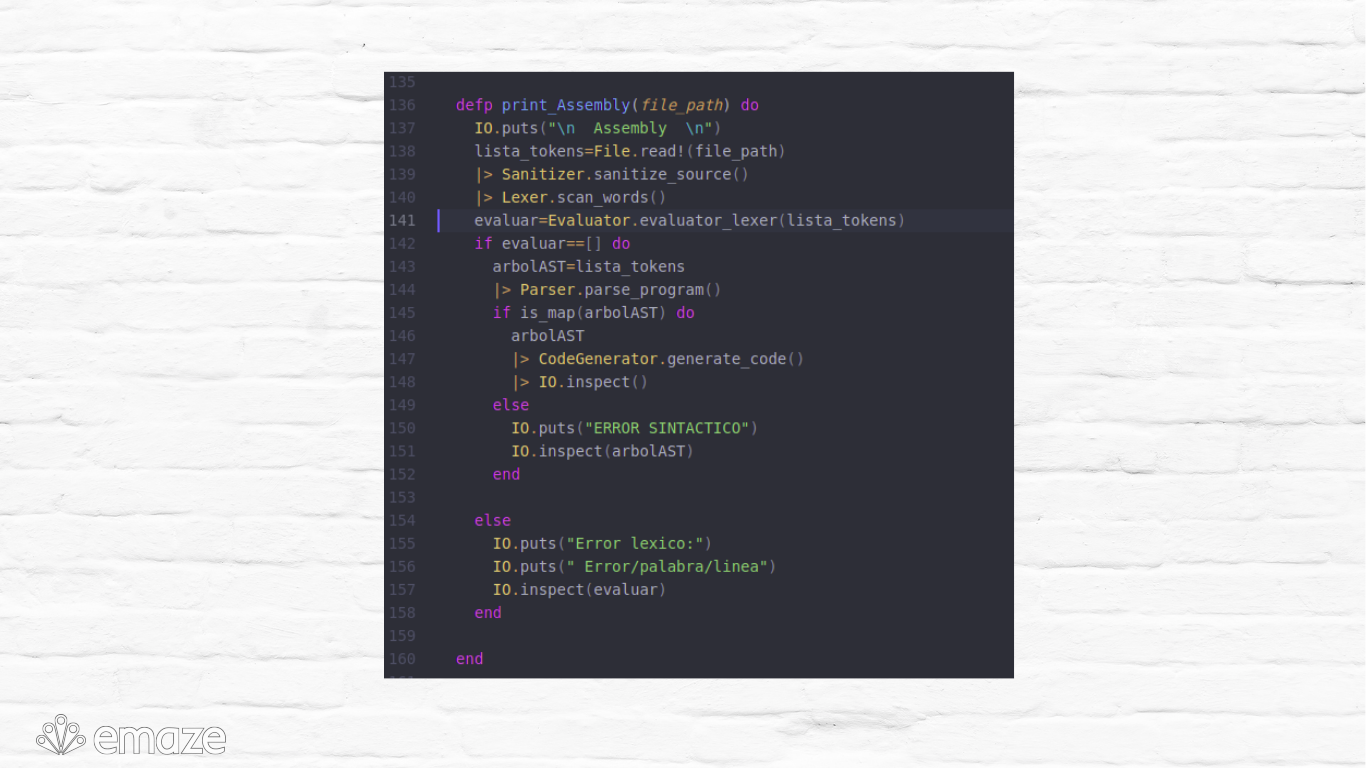 135
136 defp print_Assembly(file_path) do
137 IO.puts("\n  Assembly  \n")
138 lista_tokens=File.read!(file_path)
139 |> Sanitizer.sanitize_source()
140 |> Lexer.scan_words()
141 evaluar=Evaluator.evaluator_lexer(lista_tokens)
142 if evaluar==[] do
143 arbolAST=lista_tokens
144 |> Parser.parse_program()
145 if is_map(arbolAST) do
146 arbolAST
147 |> CodeGenerator.generate_code()
148 |> IO.inspect()
149 else
150 IO.puts("ERROR SINTACTICO")
151 IO.inspect(arbolAST)
152 end
153
154 else
155 IO.puts("Error lexico:")
156 IO.puts(" Error/palabra/linea")
157 IO.inspect(evaluar)
158 end
159
160 end
emaze